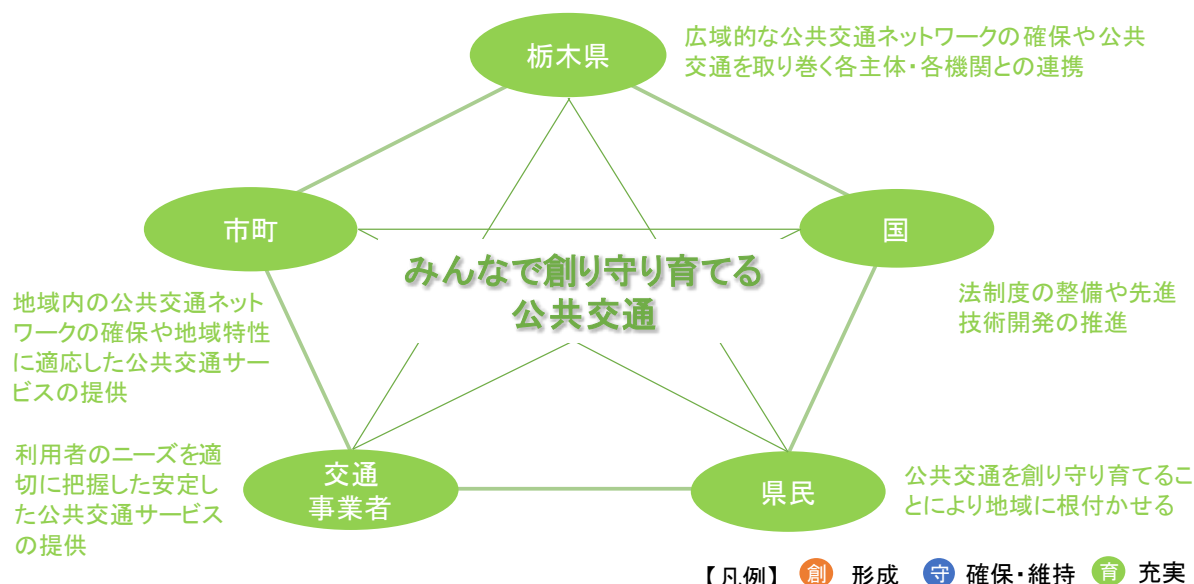 栃木県
広域的な公共交通ネットワークの確保や公共
交通を取り巻く各主体・各機関との連携
市町
国
みんなで創り守り育てる
公共交通
地域内の公共交通ネット
ワークの確保や地域特性
に適応した公共交通サー
ビスの提供
法制度の整備や先進
技術開発の推進
利用者のニーズを適
切に把握した安定し
た公共交通サービス
の提供
交通
事業者
県民
公共交通を創り守り育てるこ
とにより地域に根付かせる
【凡例】 創 形成 守 確保・維持 育 充実